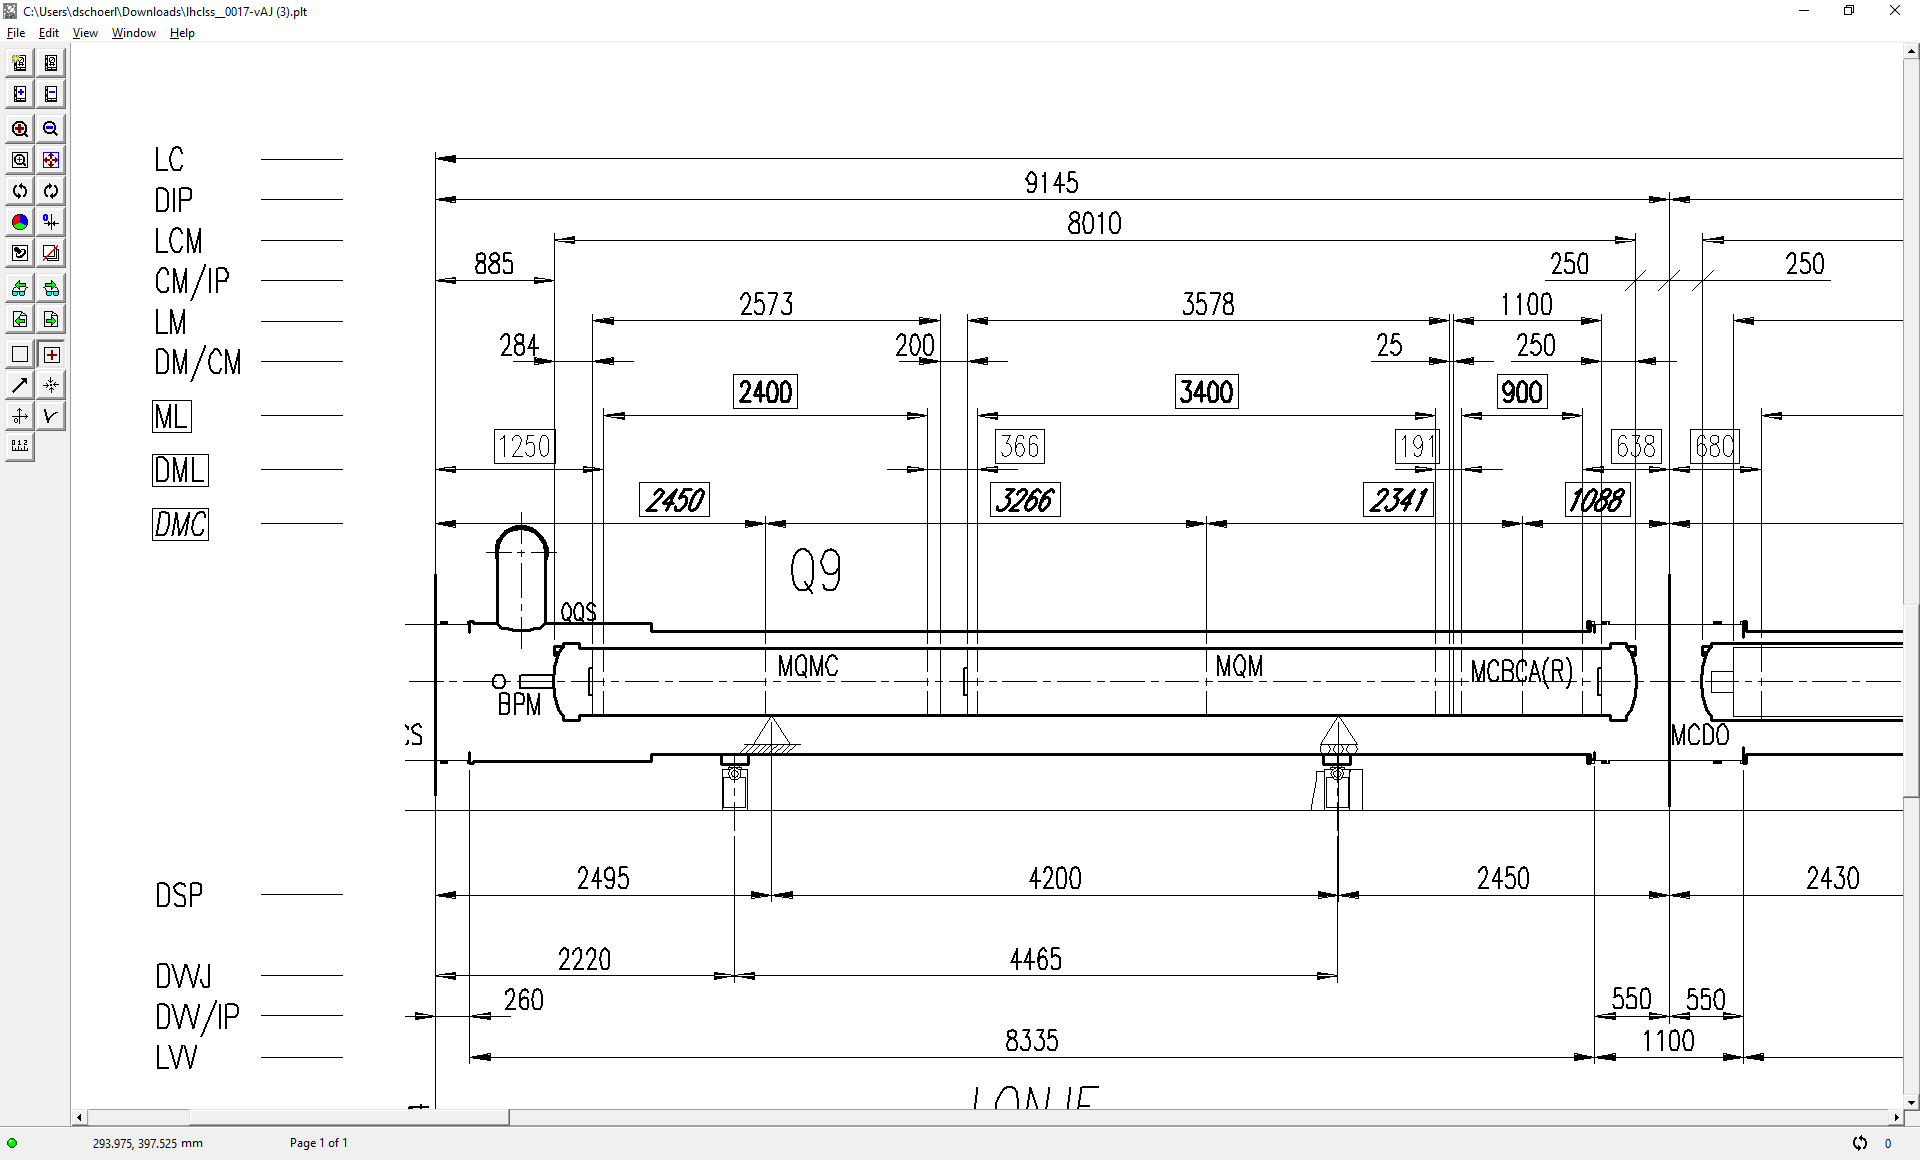 C:\Users\dschoerl\Downloads\lhclss__0017-vAJ (3).plt
File Edit View Window Help
LC
DIP 9145
LCM 8010
CM/IP 885 250 250
LM 2573 3578 1100
DM/CM 284 200 25 250
ML 2400 3400 900
DML 1250 366 191 638 680
DMC 2450 3266 2341 1088
Q9
QQS
MQMC MQM MCBCA(R)
BPM
CS MCDO
DSP 2495 4200 2450 2430
DVVJ 2220 4465
DW/IP 260 550 550
LVV 8335 1100
293.975, 397.525 mm Page 1 of 1 0